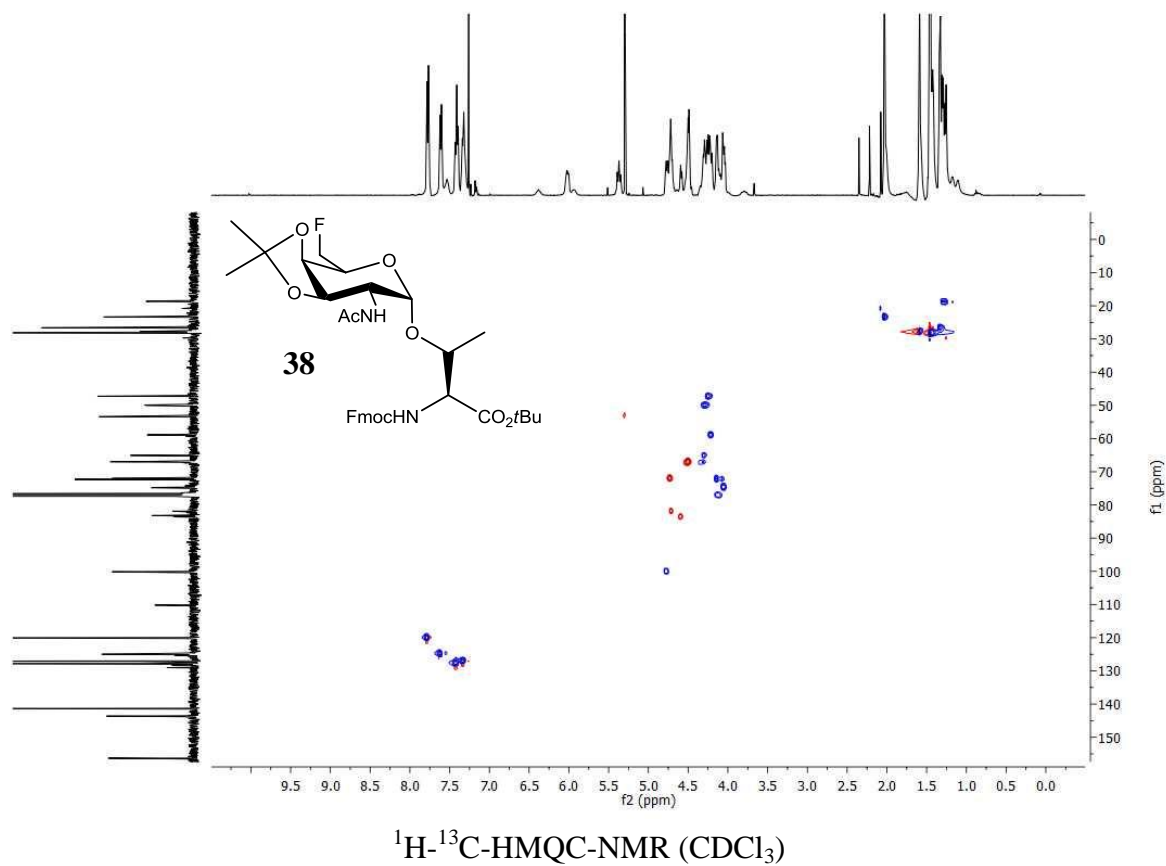 F
O
O
O
AcNH
O
38
FmocHN
CO₂tBu
0
10
20
30
40
50
60
70
80
90
100
110
120
130
140
150
f1 (ppm)
9.5 9.0 8.5 8.0 7.5 7.0 6.5 6.0 5.5 5.0 4.5 4.0 3.5 3.0 2.5 2.0 1.5 1.0 0.5 0.0
f2 (ppm)
¹H-¹³C-HMQC-NMR (CDCl₃)